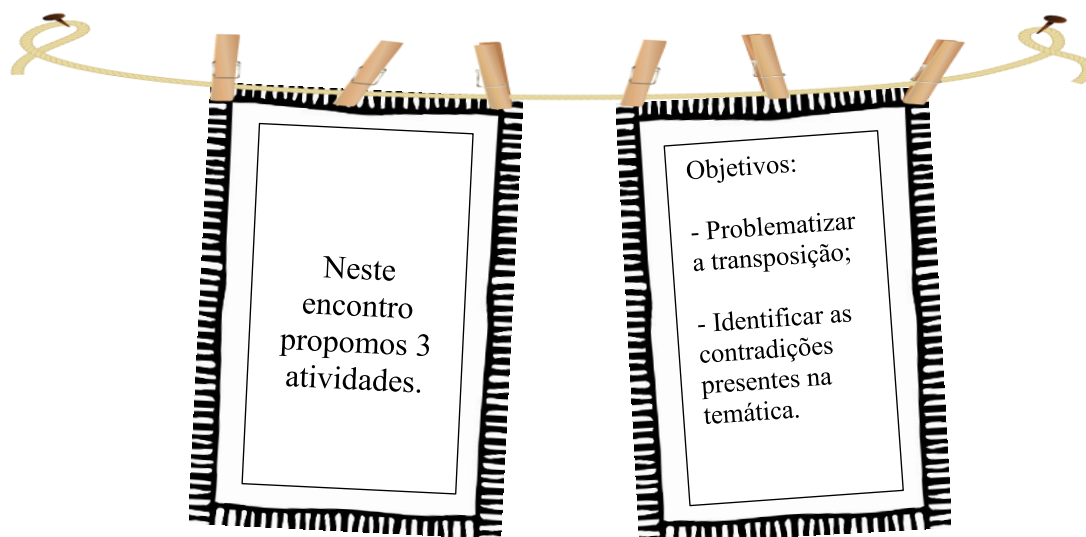 Neste
encontro
propomos 3
atividades.
Objetivos:
- Problematizar
a transposição;
- Identificar as
contradições
presentes na
temática.